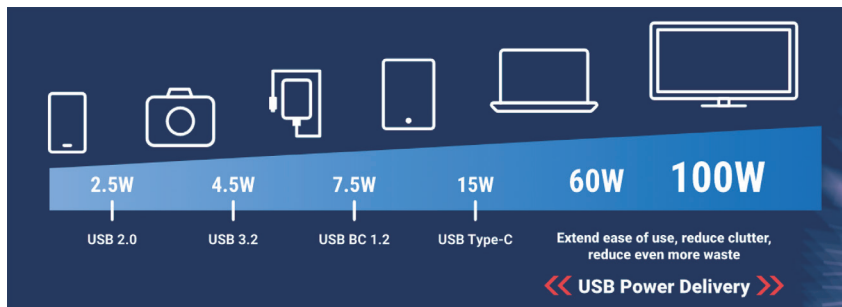 2.5W 4.5W 7.5W 15W 60W 100W
USB 2.0 USB 3.2 USB BC 1.2 USB Type-C
Extend ease of use, reduce clutter,
reduce even more waste
USB Power Delivery